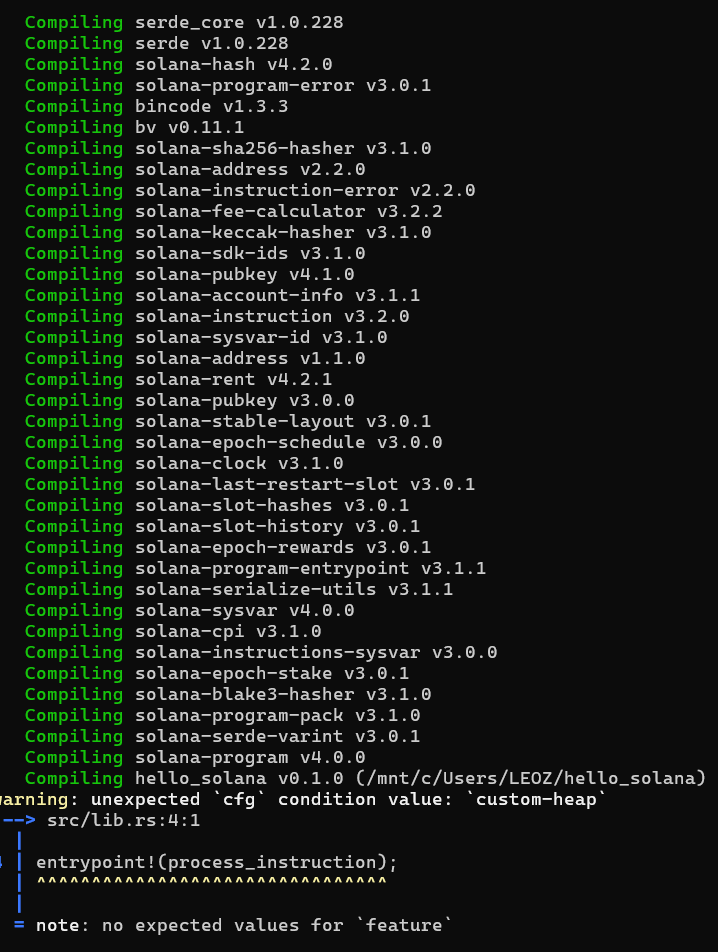 Compiling serde_core v1.0.228
Compiling serde v1.0.228
Compiling solana-hash v4.2.0
Compiling solana-program-error v3.0.1
Compiling bincode v1.3.3
Compiling bv v0.11.1
Compiling solana-sha256-hasher v3.1.0
Compiling solana-address v2.2.0
Compiling solana-instruction-error v2.2.0
Compiling solana-fee-calculator v3.2.2
Compiling solana-keccak-hasher v3.1.0
Compiling solana-sdk-ids v3.1.0
Compiling solana-pubkey v4.1.0
Compiling solana-account-info v3.1.1
Compiling solana-instruction v3.2.0
Compiling solana-sysvar-id v3.1.0
Compiling solana-address v1.1.0
Compiling solana-rent v4.2.1
Compiling solana-pubkey v3.0.0
Compiling solana-stable-layout v3.0.1
Compiling solana-epoch-schedule v3.0.0
Compiling solana-clock v3.1.0
Compiling solana-last-restart-slot v3.0.1
Compiling solana-slot-hashes v3.0.1
Compiling solana-slot-history v3.0.1
Compiling solana-epoch-rewards v3.0.1
Compiling solana-program-entrypoint v3.1.1
Compiling solana-serialize-utils v3.1.1
Compiling solana-sysvar v4.0.0
Compiling solana-cpi v3.1.0
Compiling solana-instructions-sysvar v3.0.0
Compiling solana-epoch-stake v3.0.1
Compiling solana-blake3-hasher v3.1.0
Compiling solana-program-pack v3.1.0
Compiling solana-serde-varint v3.0.1
Compiling solana-program v4.0.0
Compiling hello_solana v0.1.0 (/mnt/c/Users/LEOZ/hello_solana)
warning: unexpected `cfg` condition value: `custom-heap`
--> src/lib.rs:4:1
|
4 | entrypoint!(process_instruction);
| ^^^^^^^^^^^^^^^^^^^^^^^^^^^^^^^^
|
= note: no expected values for `feature`